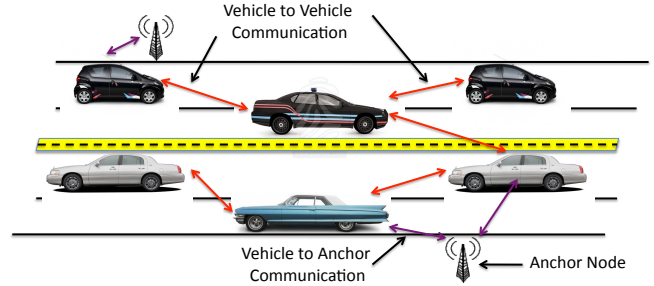 Vehicle to Vehicle
Communication
Vehicle to Anchor
Communication
Anchor Node